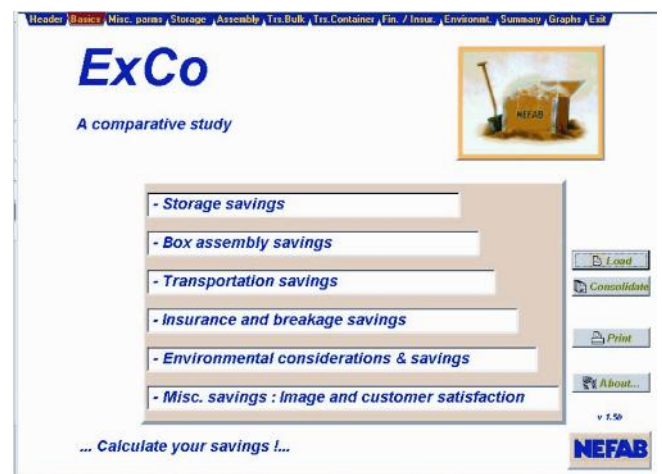 Header Basics Misc. parms Storage Assembly Trs.Bulk Trs.Container Fin. / Insur. Environmt. Summary Graphs Exit
ExCo
A comparative study
NEFAB
- Storage savings
- Box assembly savings
- Transportation savings
- Insurance and breakage savings
- Environmental considerations & savings
- Misc. savings : Image and customer satisfaction
Load
Consolidate
Print
About...
v 1.5b
... Calculate your savings !...
NEFAB